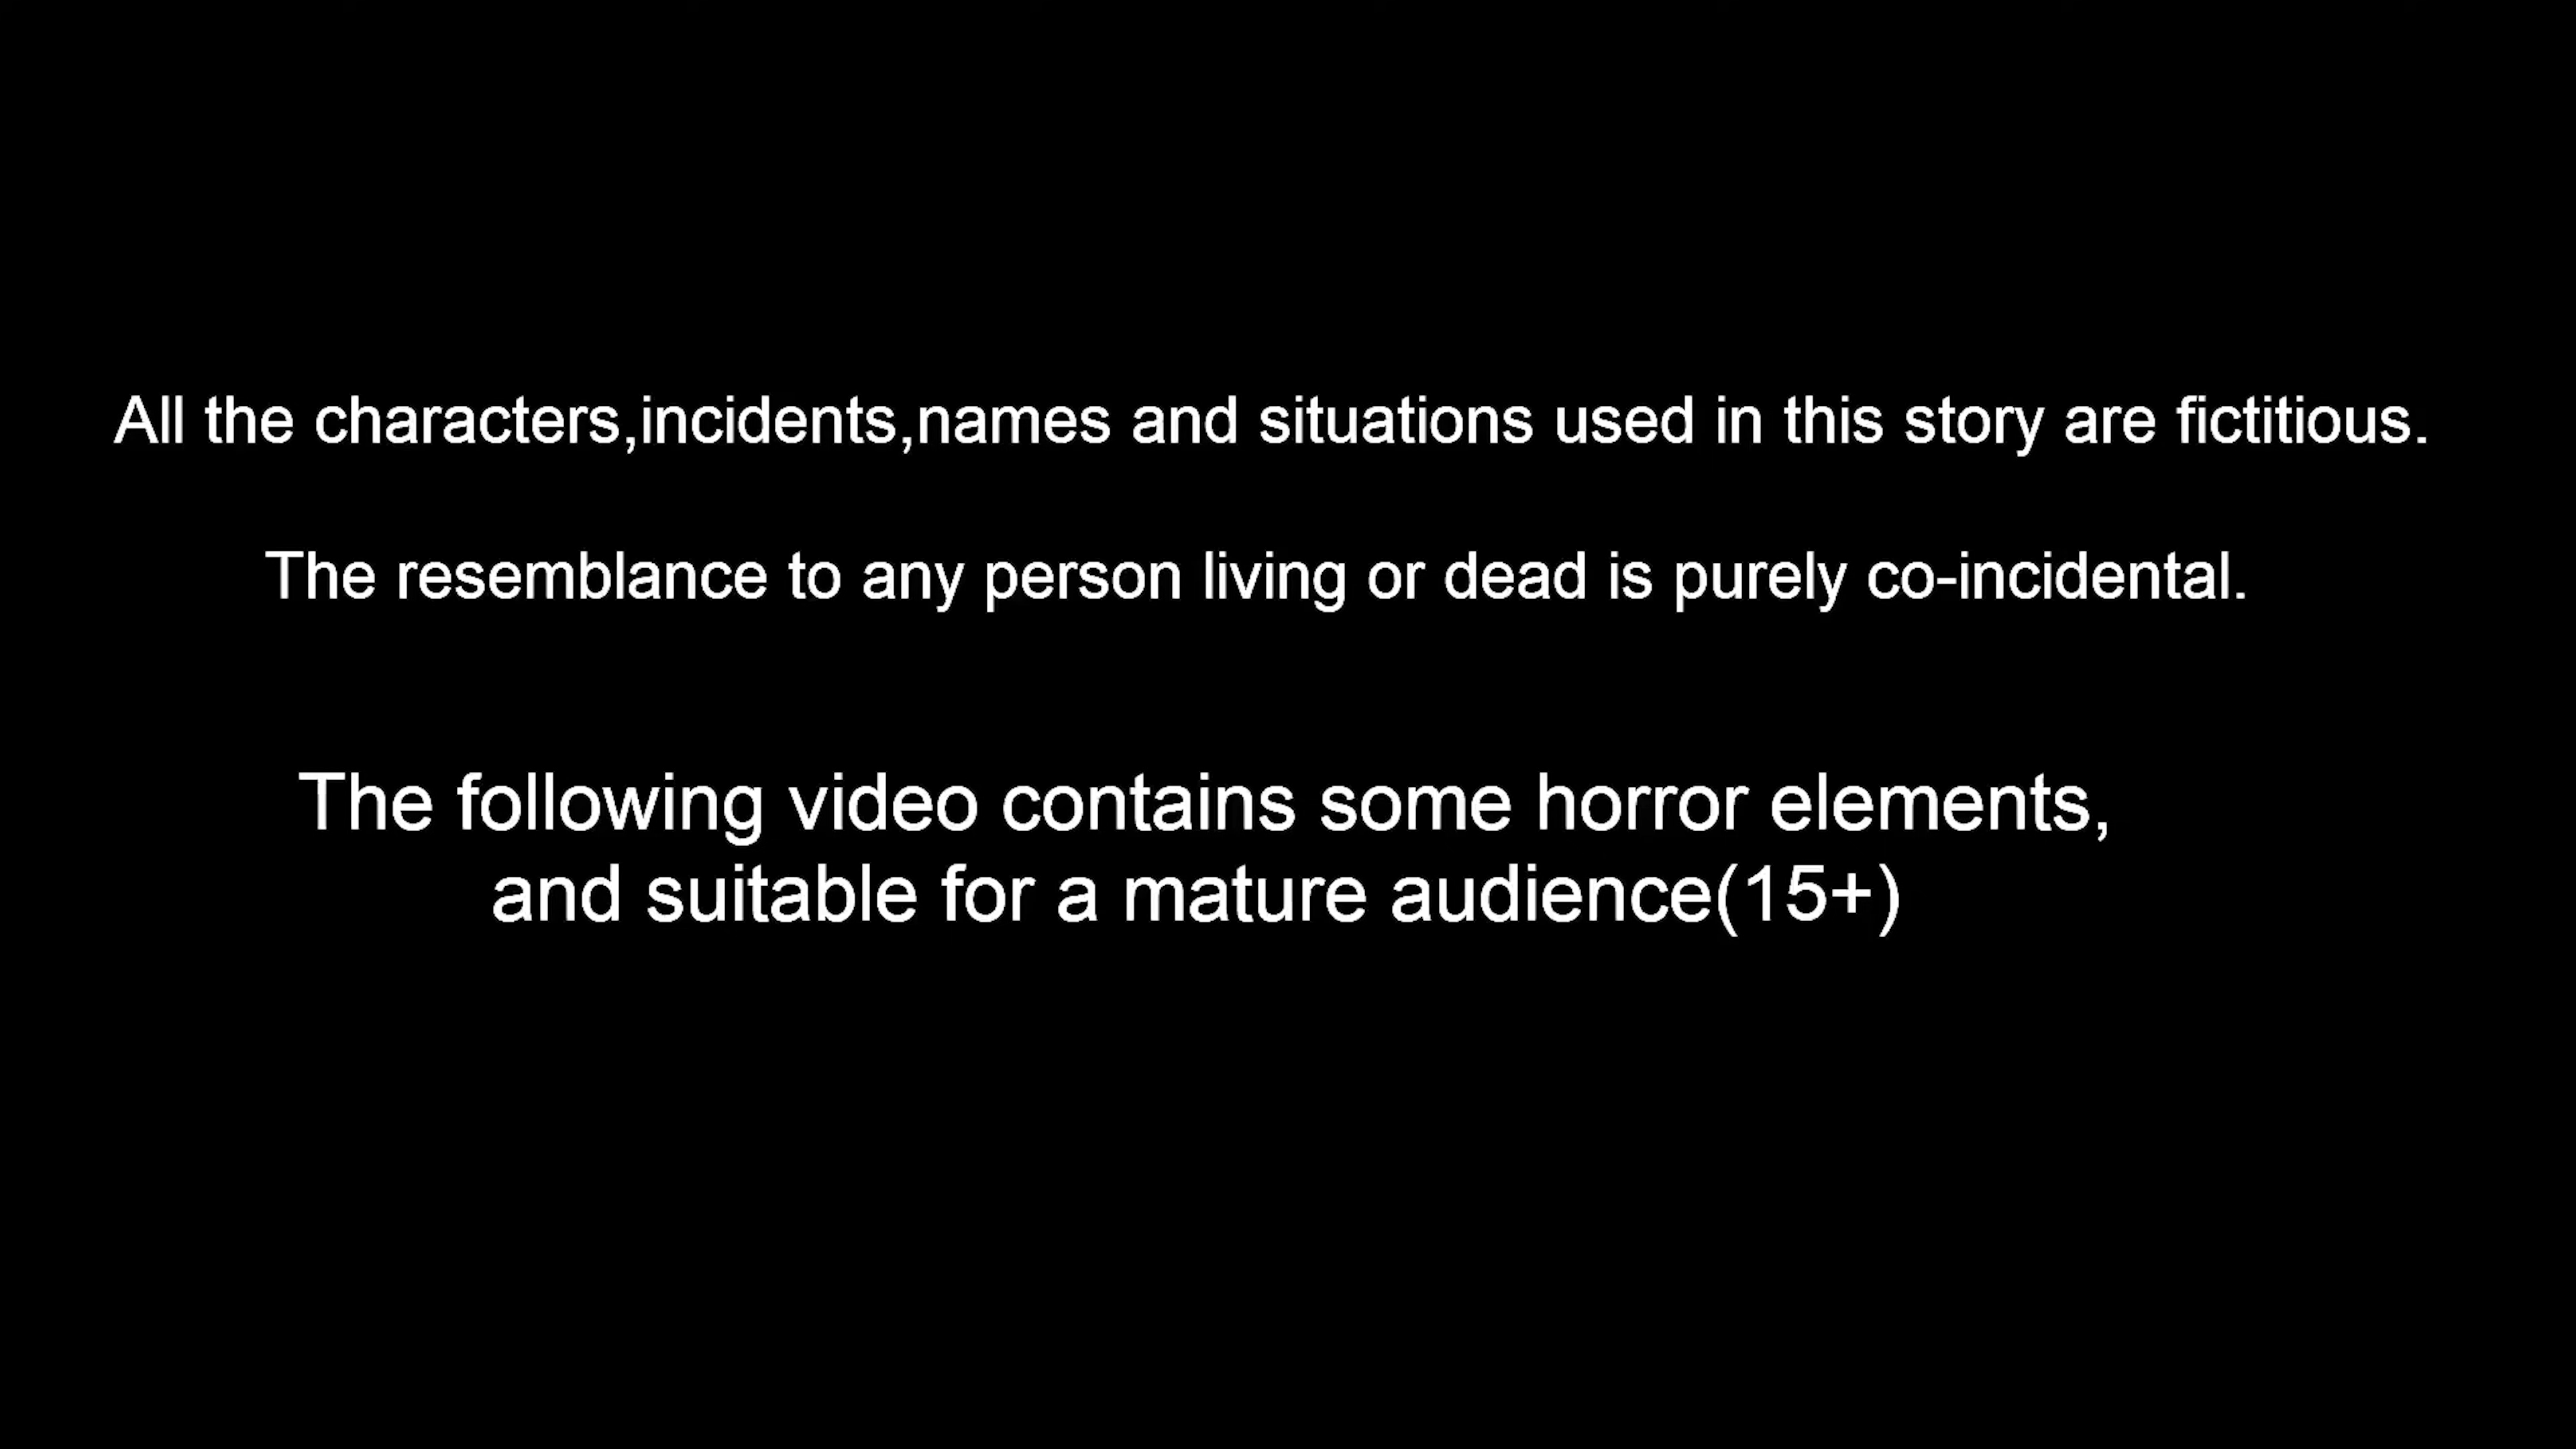 All the characters,incidents,names and situations used in this story are fictitious.
The resemblance to any person living or dead is purely co-incidental.
The following video contains some horror elements,
and suitable for a mature audience(15+)